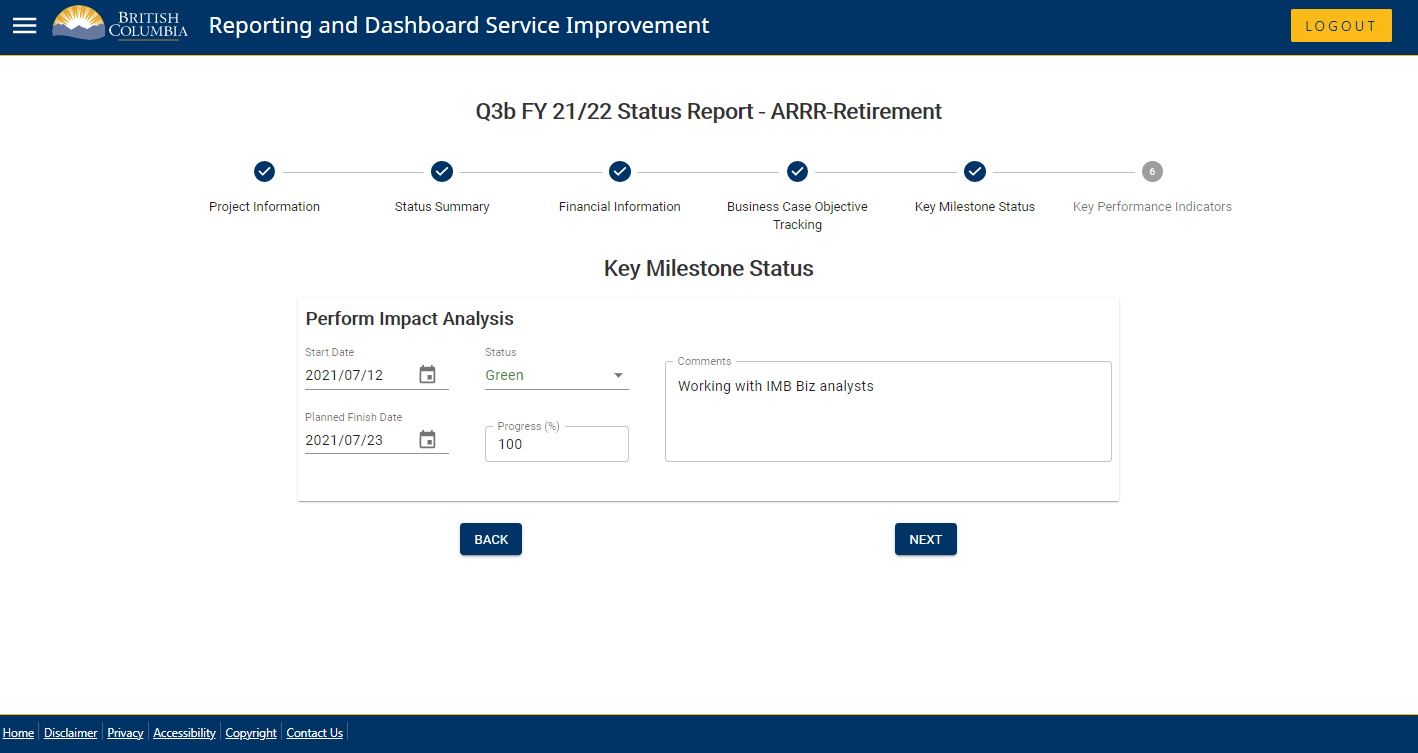 BRITISH
COLUMBIA
Reporting and Dashboard Service Improvement
LOGOUT
Q3b FY 21/22 Status Report - ARRR-Retirement
6
Project Information
Status Summary
Financial Information
Business Case Objective
Tracking
Key Milestone Status
Key Performance Indicators
Key Milestone Status
Perform Impact Analysis
Start Date
2021/07/12
Status
Green
Comments
Working with IMB Biz analysts
Planned Finish Date
2021/07/23
Progress (%)
100
BACK
NEXT
Home
Disclaimer
Privacy
Accessibility
Copyright
Contact Us